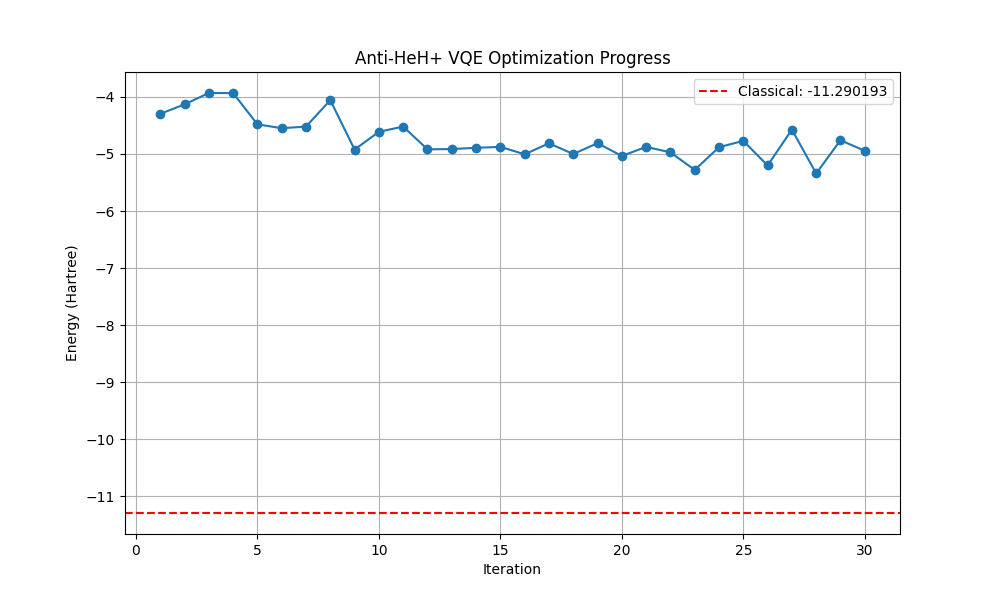 Anti-HeH+ VQE Optimization Progress
Classical: -11.290193
−4
−5
−6
−7
−8
−9
−10
−11
Energy (Hartree)
0 5 10 15 20 25 30
Iteration